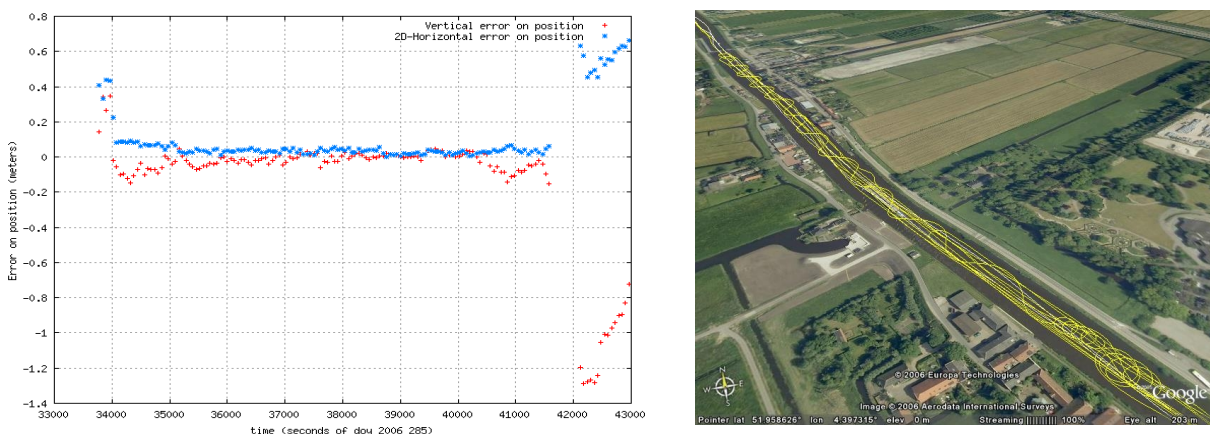 0.8
0.6
0.4
0.2
0
-0.2
-0.4
-0.6
-0.8
-1
-1.2
-1.4
Error on position (meters)
Vertical error on position
2D-Horizontal error on position
33000 34000 35000 36000 37000 38000 39000 40000 41000 42000 43000
time (seconds of doy 2006 285)
© 2006 Europa Technologies
Image © 2006 Aerodata International Surveys
Google
N
W E
S
Pointer lat 51.958626° lon 4.397315° elev 0 m Streaming 100% Eye alt 203 m